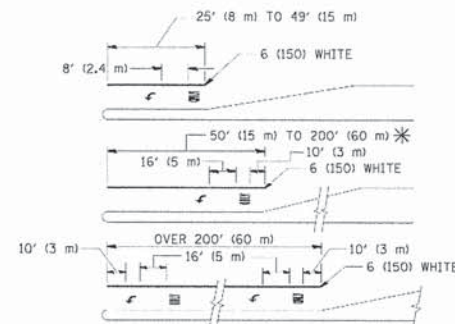 25' (8 m) TO 49' (15 m)
6 (150) WHITE
8' (2.4 m)
50' (15 m) TO 200' (60 m) *
16' (5 m)
10' (3 m)
6 (150) WHITE
OVER 200' (60 m)
10' (3 m)
16' (5 m)
10' (3 m)
6 (150) WHITE